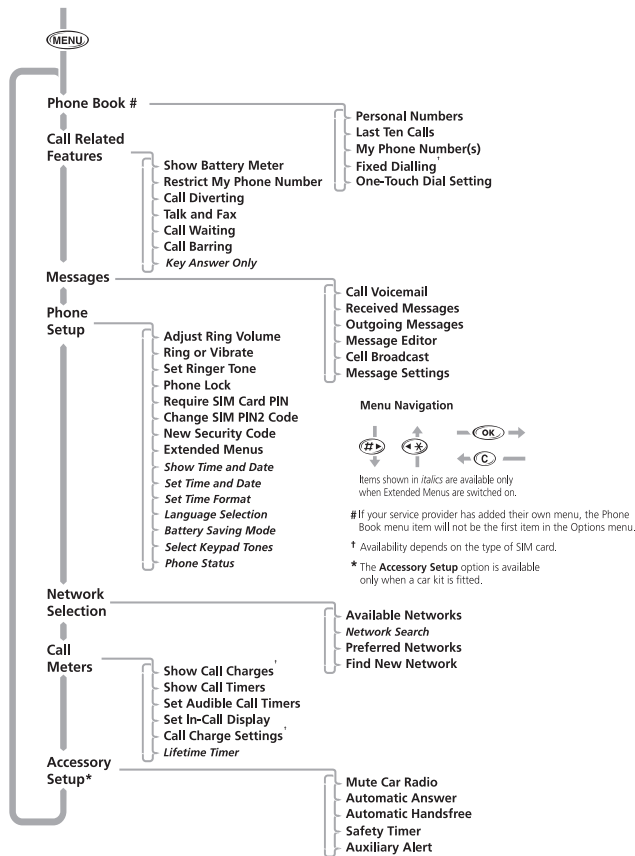 MENU
Phone Book #
Personal Numbers
Last Ten Calls
My Phone Number(s)
Fixed Dialling†
One-Touch Dial Setting
Call Related
Features
Show Battery Meter
Restrict My Phone Number
Call Diverting
Talk and Fax
Call Waiting
Call Barring
Key Answer Only
Messages
Call Voicemail
Received Messages
Outgoing Messages
Message Editor
Cell Broadcast
Message Settings
Phone
Setup
Adjust Ring Volume
Ring or Vibrate
Set Ringer Tone
Phone Lock
Require SIM Card PIN
Change SIM PIN2 Code
New Security Code
Extended Menus
Show Time and Date
Set Time and Date
Set Time Format
Language Selection
Battery Saving Mode
Select Keypad Tones
Phone Status
Menu Navigation
# ► ◄ * OK
C
Items shown in italics are available only
when Extended Menus are switched on.
# If your service provider has added their own menu, the Phone
Book menu item will not be the first item in the Options menu.
† Availability depends on the type of SIM card.
* The Accessory Setup option is available
only when a car kit is fitted.
Network
Selection
Available Networks
Network Search
Preferred Networks
Find New Network
Call
Meters
Show Call Charges†
Show Call Timers
Set Audible Call Timers
Set In-Call Display
Call Charge Settings†
Lifetime Timer
Accessory
Setup*
Mute Car Radio
Automatic Answer
Automatic Handsfree
Safety Timer
Auxiliary Alert